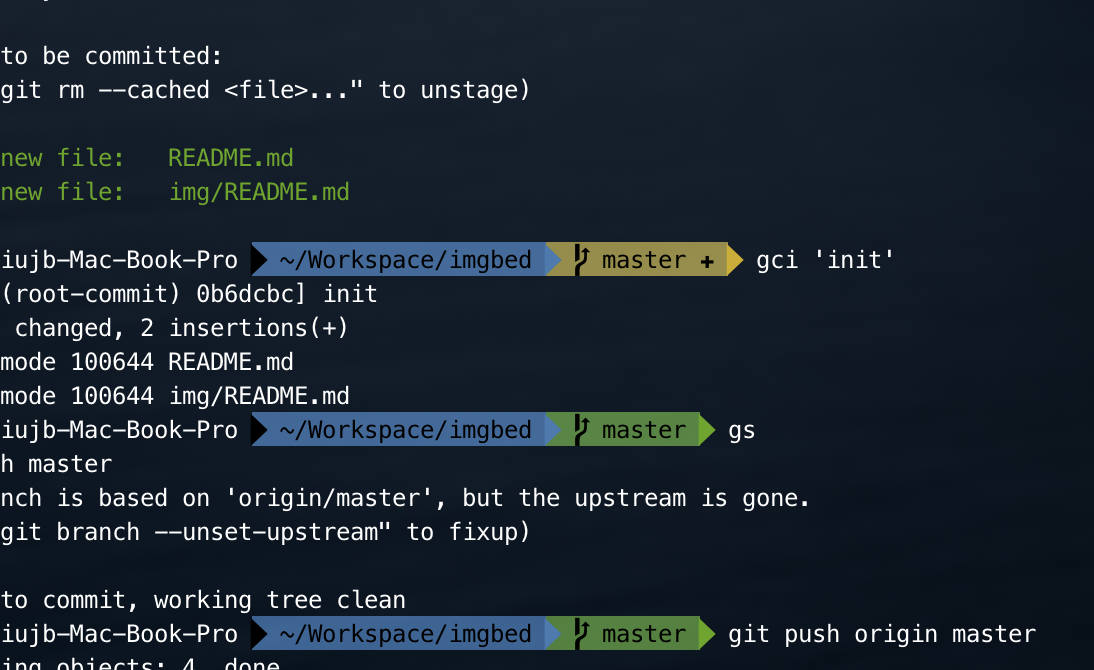 to be committed:
git rm --cached <file>..." to unstage)
new file:   README.md
new file:   img/README.md
iujb-Mac-Book-Pro ~/Workspace/imgbed master + gci 'init'
(root-commit) 0b6dcbc] init
changed, 2 insertions(+)
mode 100644 README.md
mode 100644 img/README.md
iujb-Mac-Book-Pro ~/Workspace/imgbed master gs
h master
nch is based on 'origin/master', but the upstream is gone.
git branch --unset-upstream" to fixup)
to commit, working tree clean
iujb-Mac-Book-Pro ~/Workspace/imgbed master git push origin master
ing objects: 4, done